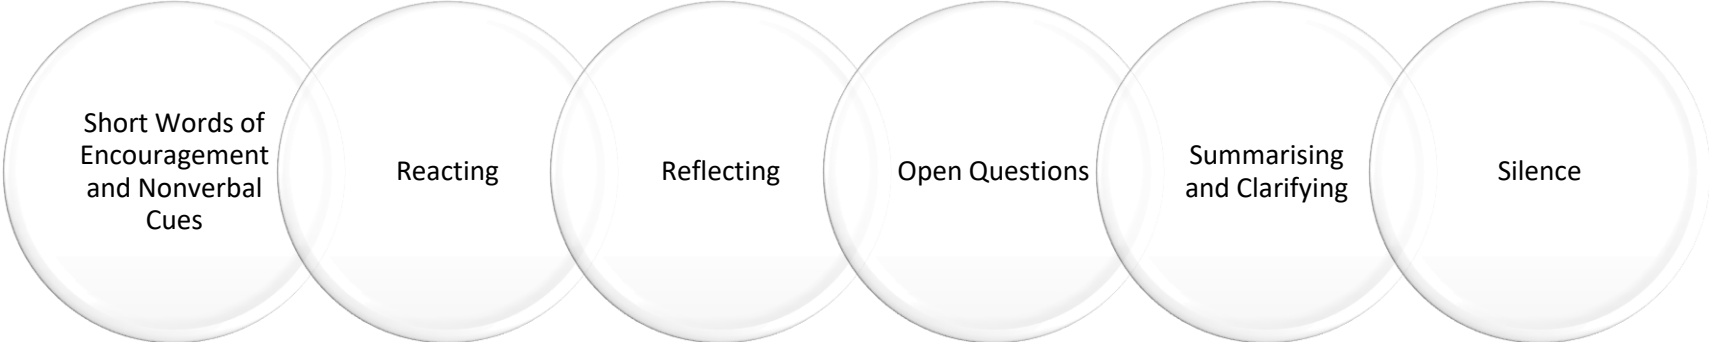 Short Words of
Encouragement
and Nonverbal
Cues
Reacting
Reflecting
Open Questions
Summarising
and Clarifying
Silence